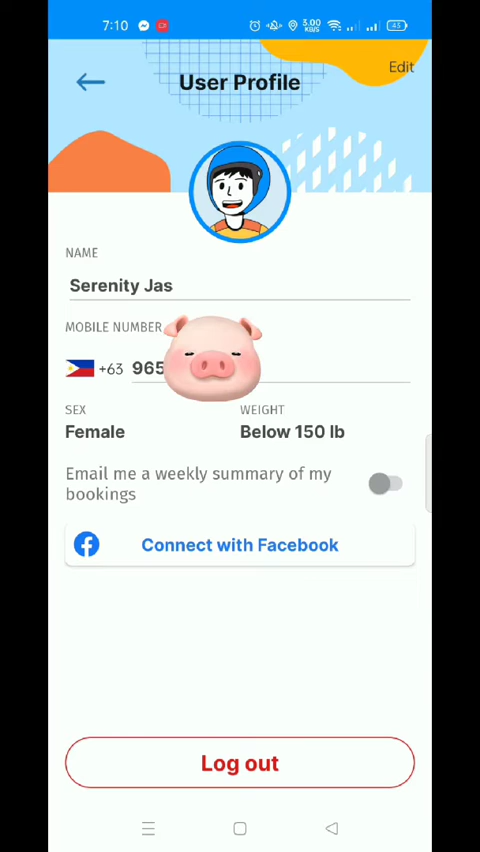 7:10 3.00 KB/S 45
Edit
User Profile
NAME
Serenity Jas
MOBILE NUMBER
+63 965
SEX WEIGHT
Female Below 150 lb
Email me a weekly summary of my
bookings
Connect with Facebook
Log out